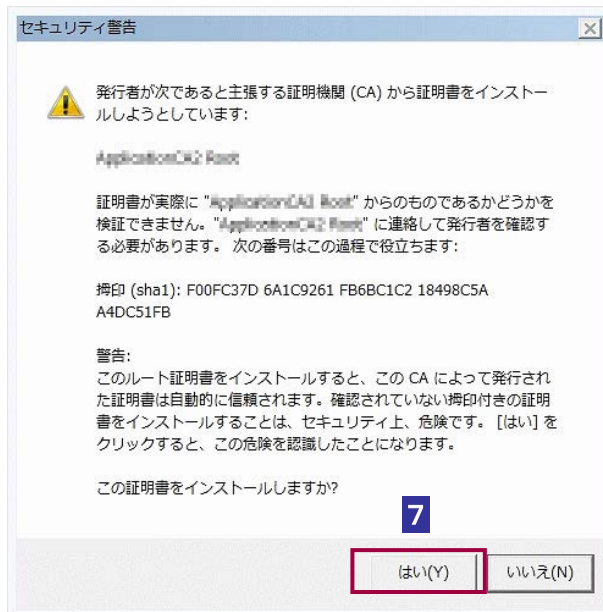 セキュリティ警告
発行者が次であると主張する証明機関 (CA) から証明書をインストー
ルしようとしています:
ApplicationCA2 Root
証明書が実際に "ApplicationCA2 Root" からのものであるかどうかを
検証できません。"ApplicationCA2 Root" に連絡して発行者を確認す
る必要があります。 次の番号はこの過程で役立ちます:
拇印 (sha1): F00FC37D 6A1C9261 FB6BC1C2 18498C5A
A4DC51FB
警告:
このルート証明書をインストールすると、この CA によって発行され
た証明書は自動的に信頼されます。確認されていない拇印付きの証明
書をインストールすることは、セキュリティ上、危険です。 [はい] を
クリックすると、この危険を認識したことになります。
この証明書をインストールしますか?
7
はい(Y)
いいえ(N)